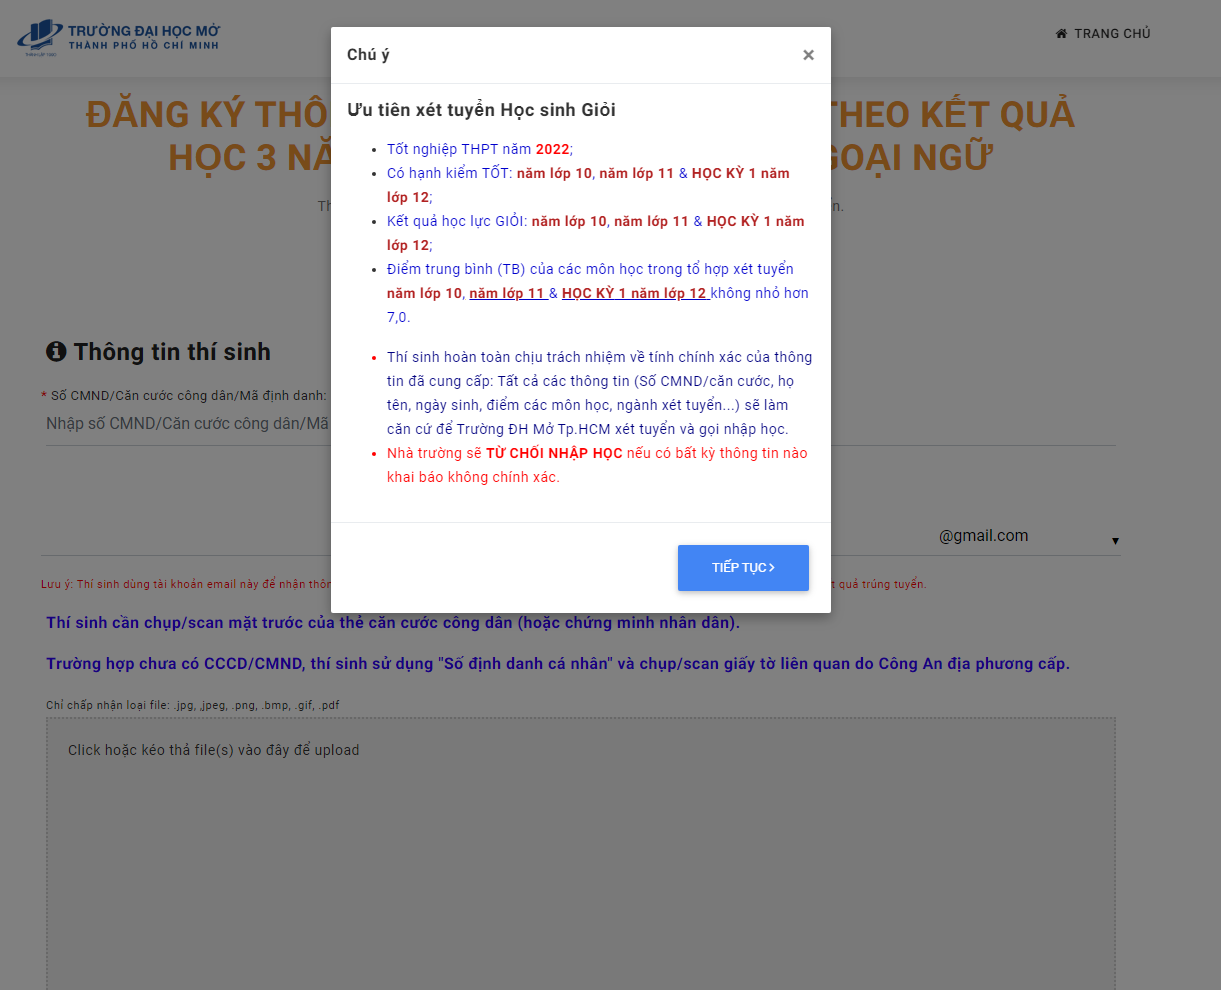 TRƯỜNG ĐẠI HỌC MỞ
THÀNH PHỐ HỒ CHÍ MINH
TRANG CHỦ
Chú ý
×
ĐĂNG KÝ THÔ
THEO KẾT QUẢ
HỌC 3 NĂ
GOẠI NGỮ
Ưu tiên xét tuyển Học sinh Giỏi
Tốt nghiệp THPT năm 2022;
Có hạnh kiểm TỐT: năm lớp 10, năm lớp 11 & HỌC KỲ 1 năm
lớp 12;
Kết quả học lực GIỎI: năm lớp 10, năm lớp 11 & HỌC KỲ 1 năm
lớp 12;
Điểm trung bình (TB) của các môn học trong tổ hợp xét tuyển
năm lớp 10, năm lớp 11 & HỌC KỲ 1 năm lớp 12 không nhỏ hơn
7,0.
Thí sinh hoàn toàn chịu trách nhiệm về tính chính xác của thông
tin đã cung cấp: Tất cả các thông tin (Số CMND/căn cước, họ
tên, ngày sinh, điểm các môn học, ngành xét tuyển...) sẽ làm
căn cứ để Trường ĐH Mở Tp.HCM xét tuyển và gọi nhập học.
Nhà trường sẽ TỪ CHỐI NHẬP HỌC nếu có bất kỳ thông tin nào
khai báo không chính xác.
TIẾP TỤC
Thông tin thí sinh
* Số CMND/Căn cước công dân/Mã định danh:
Nhập số CMND/Căn cước công dân/Mã
@gmail.com
Lưu ý: Thí sinh dùng tài khoản email này để nhận thôn
t quả trúng tuyển.
Thí sinh cần chụp/scan mặt trước của thẻ căn cước công dân (hoặc chứng minh nhân dân).
Trường hợp chưa có CCCD/CMND, thí sinh sử dụng "Số định danh cá nhân" và chụp/scan giấy tờ liên quan do Công An địa phương cấp.
Chỉ chấp nhận loại file: .jpg, .jpeg, .png, .bmp, .gif, .pdf
Click hoặc kéo thả file(s) vào đây để upload